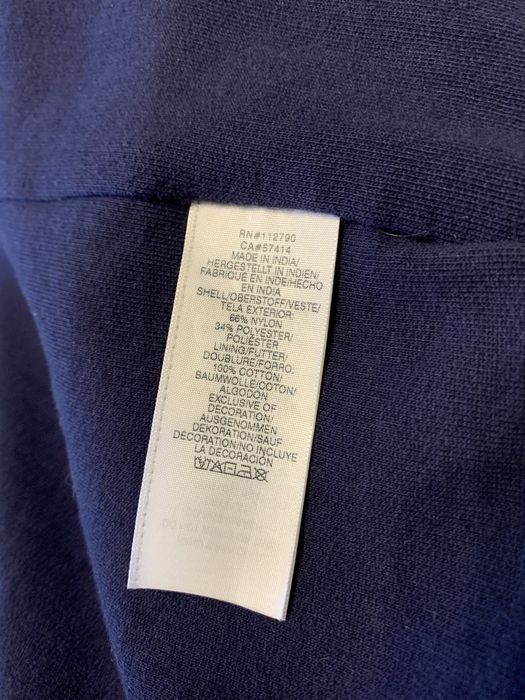 RN#112790
CA#57414
MADE IN INDIA/
HERGESTELLT IN INDIEN/
FABRIQUÉ EN INDE/HECHO
EN INDIA
SHELL/OBERSTOFF/VESTE/
TELA EXTERIOR:
66% NYLON
34% POLYESTER/
POLIÉSTER
LINING/FUTTER/
DOUBLURE/FORRO:
100% COTTON/
BAUMWOLLE/COTON/
ALGODÓN
EXCLUSIVE OF
DECORATION/
AUSGENOMMEN
DEKORATION/SAUF
DÉCORATION/NO INCLUYE
LA DECORACIÓN